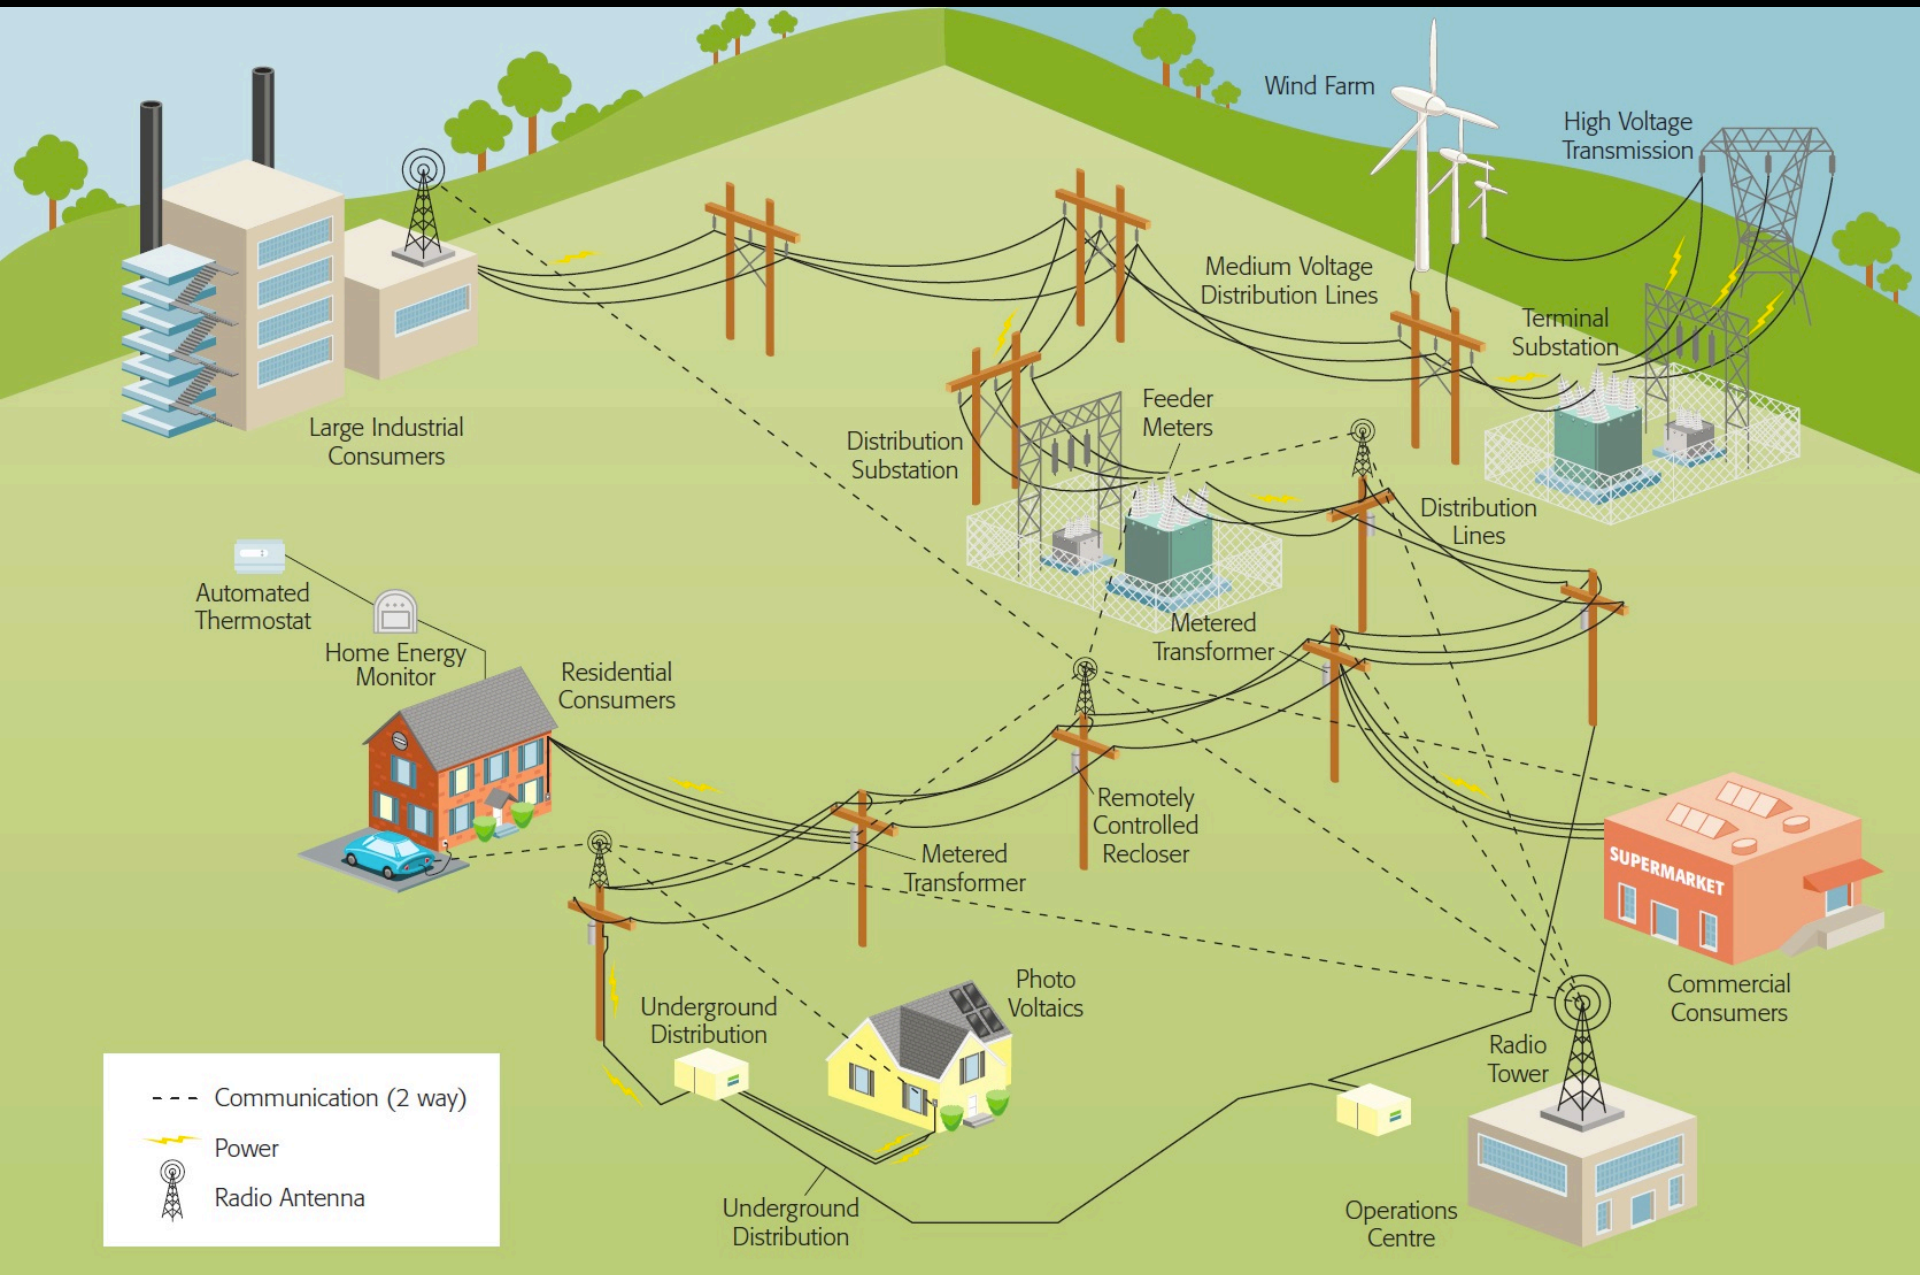 Wind Farm
High Voltage
Transmission
Medium Voltage
Distribution Lines
Terminal
Substation
Large Industrial
Consumers
Feeder
Meters
Distribution
Substation
Distribution
Lines
Automated
Thermostat
Home Energy
Monitor
Residential
Consumers
Metered
Transformer
Remotely
Controlled
Recloser
Metered
Transformer
SUPERMARKET
Commercial
Consumers
Photo
Voltaics
Underground
Distribution
Radio
Tower
Communication (2 way)
Power
Radio Antenna
Underground
Distribution
Operations
Centre